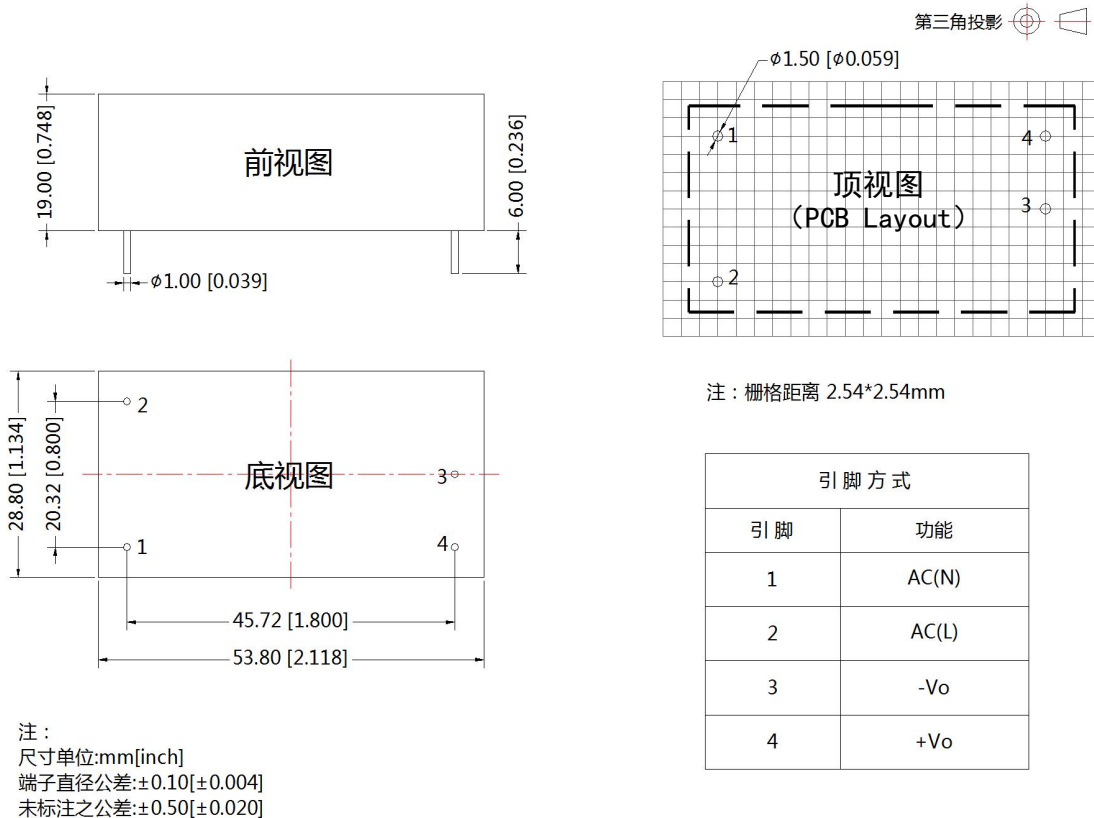 第三角投影
ϕ1.50 [ϕ0.059]
19.00 [0.748]
前视图
6.00 [0.236]
ϕ1.00 [0.039]
1
4
顶视图
(PCB Layout)
3
2
28.80 [1.134]
20.32 [0.800]
2
底视图
3
1
4
45.72 [1.800]
53.80 [2.118]
注：栅格距离 2.54*2.54mm
引脚方式
引脚 功能
1 AC(N)
2 AC(L)
3 -Vo
4 +Vo
注：
尺寸单位:mm[inch]
端子直径公差:±0.10[±0.004]
未标注之公差:±0.50[±0.020]